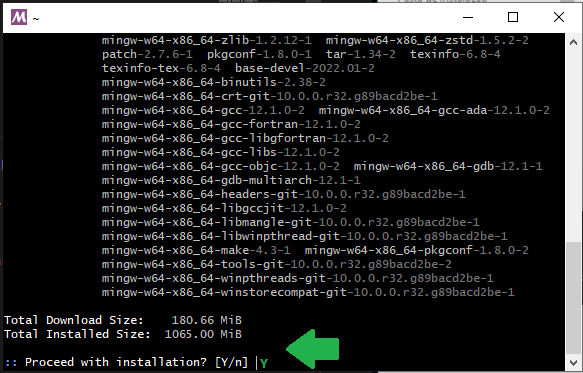 ~
mingw-w64-x86_64-zlib-1.2.12-1  mingw-w64-x86_64-zstd-1.5.2-2
patch-2.7.6-1  pkgconf-1.8.0-1  tar-1.34-2  texinfo-6.8-4
texinfo-tex-6.8-4  base-devel-2022.01-2
mingw-w64-x86_64-binutils-2.38-2
mingw-w64-x86_64-crt-git-10.0.0.r32.g89bacd2be-1
mingw-w64-x86_64-gcc-12.1.0-2  mingw-w64-x86_64-gcc-ada-12.1.0-2
mingw-w64-x86_64-gcc-fortran-12.1.0-2
mingw-w64-x86_64-gcc-libgfortran-12.1.0-2
mingw-w64-x86_64-gcc-libs-12.1.0-2
mingw-w64-x86_64-gcc-objc-12.1.0-2  mingw-w64-x86_64-gdb-12.1-1
mingw-w64-x86_64-gdb-multiarch-12.1-1
mingw-w64-x86_64-headers-git-10.0.0.r32.g89bacd2be-1
mingw-w64-x86_64-libgccjit-12.1.0-2
mingw-w64-x86_64-libmangle-git-10.0.0.r32.g89bacd2be-1
mingw-w64-x86_64-libwinpthread-git-10.0.0.r32.g89bacd2be-1
mingw-w64-x86_64-make-4.3-1  mingw-w64-x86_64-pkgconf-1.8.0-2
mingw-w64-x86_64-tools-git-10.0.0.r32.g89bacd2be-2
mingw-w64-x86_64-winpthreads-git-10.0.0.r32.g89bacd2be-1
mingw-w64-x86_64-winstorecompat-git-10.0.0.r32.g89bacd2be-1
Total Download Size:    180.66 MiB
Total Installed Size:  1065.00 MiB
:: Proceed with installation? [Y/n] Y